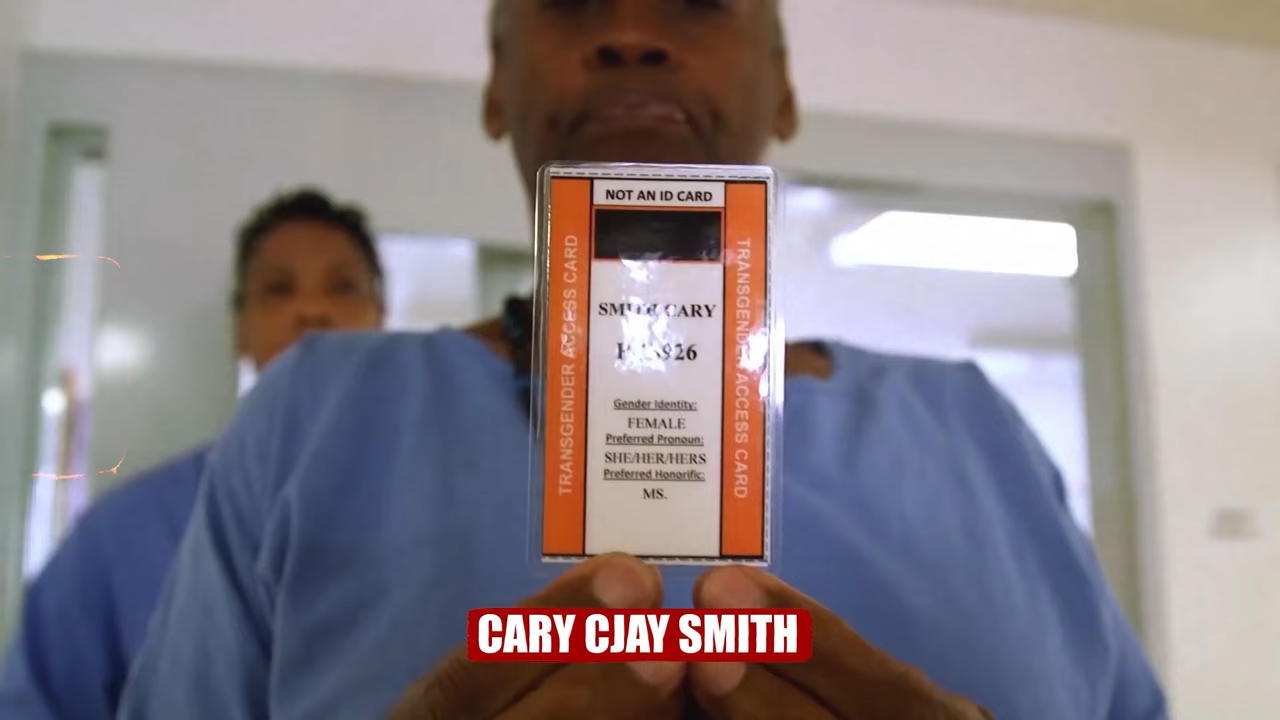 NOT AN ID CARD
TRANSGENDER ACCESS CARD
TRANSGENDER ACCESS CARD
SMITH CARY
Gender Identity:
FEMALE
Preferred Pronoun:
SHE/HER/HERS
Preferred Honorific:
MS.
CARY CJAY SMITH